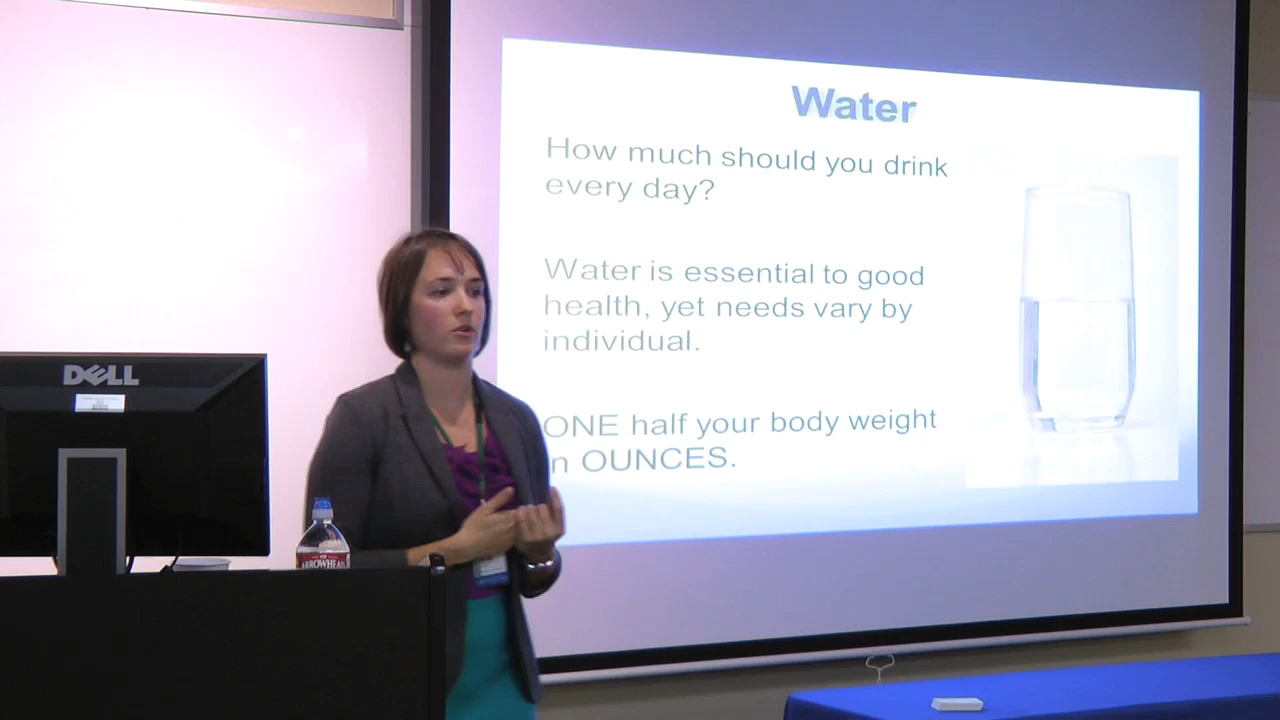 Water
How much should you drink
every day?
Water is essential to good
health, yet needs vary by
individual.
ONE half your body weight
n OUNCES.
DELL
ARROWHEAD